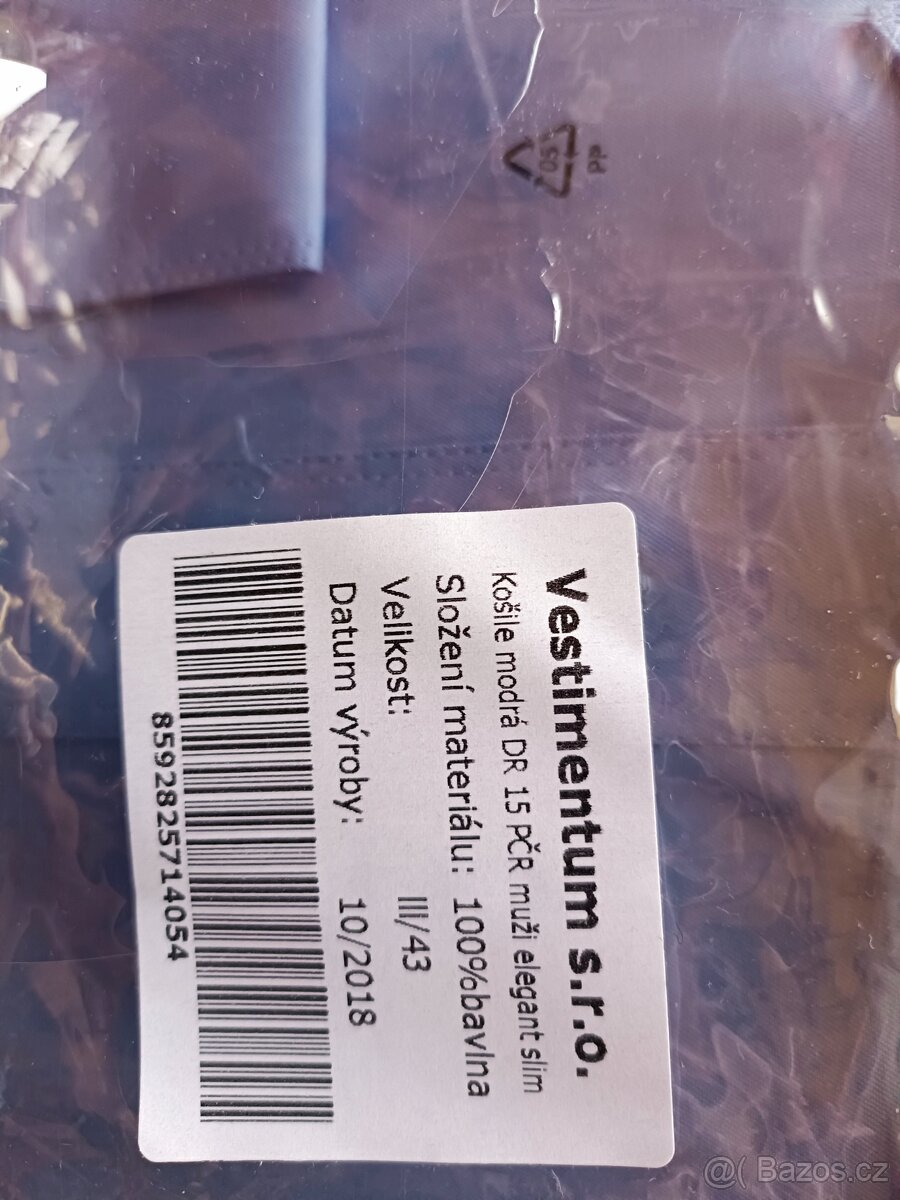 05
pp
Vestimentum s.r.o.
Košile modrá DR 15 PČR muži elegant slim
Složení materiálu: 100%bavlna
Velikost: III/43
Datum výroby: 10/2018
8592825714054
@( Bazos.cz